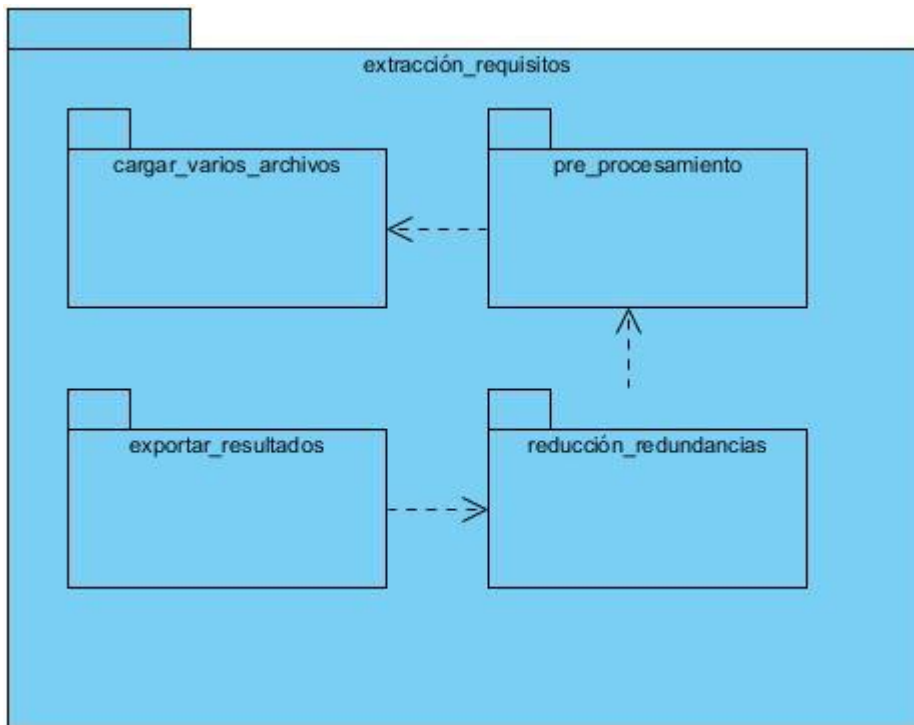 extracción_requisitos
cargar_varios_archivos
pre_procesamiento
exportar_resultados
reducción_redundancias